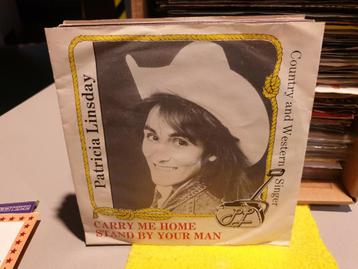 Patricia Linsday
Country and Western Singer
CARRY ME HOME
STAND BY YOUR MAN